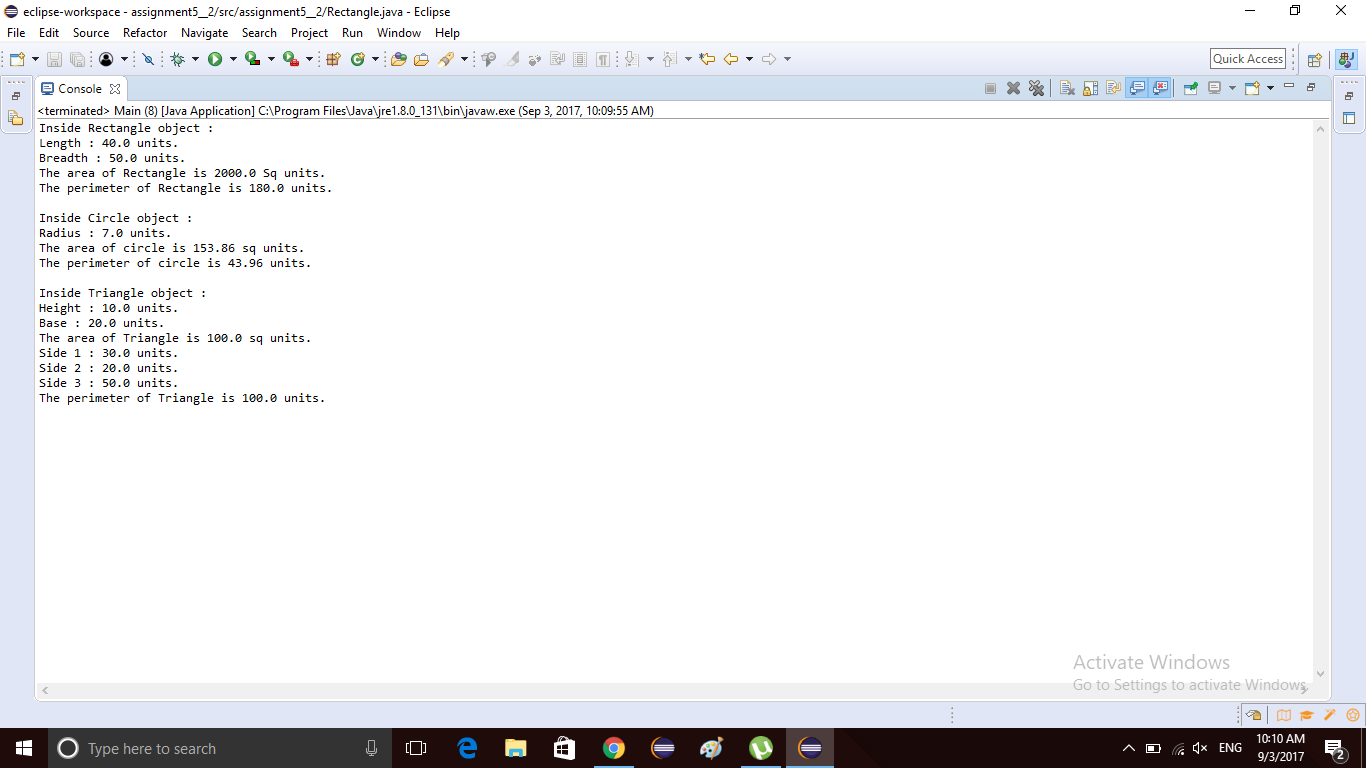 eclipse-workspace - assignment5__2/src/assignment5__2/Rectangle.java - Eclipse
File Edit Source Refactor Navigate Search Project Run Window Help
Quick Access
Console
<terminated> Main (8) [Java Application] C:\Program Files\Java\jre1.8.0_131\bin\javaw.exe (Sep 3, 2017, 10:09:55 AM)
Inside Rectangle object :
Length : 40.0 units.
Breadth : 50.0 units.
The area of Rectangle is 2000.0 Sq units.
The perimeter of Rectangle is 180.0 units.
Inside Circle object :
Radius : 7.0 units.
The area of circle is 153.86 sq units.
The perimeter of circle is 43.96 units.
Inside Triangle object :
Height : 10.0 units.
Base : 20.0 units.
The area of Triangle is 100.0 sq units.
Side 1 : 30.0 units.
Side 2 : 20.0 units.
Side 3 : 50.0 units.
The perimeter of Triangle is 100.0 units.
Activate Windows
Go to Settings to activate Windows.
Type here to search
ENG
10:10 AM
9/3/2017
2